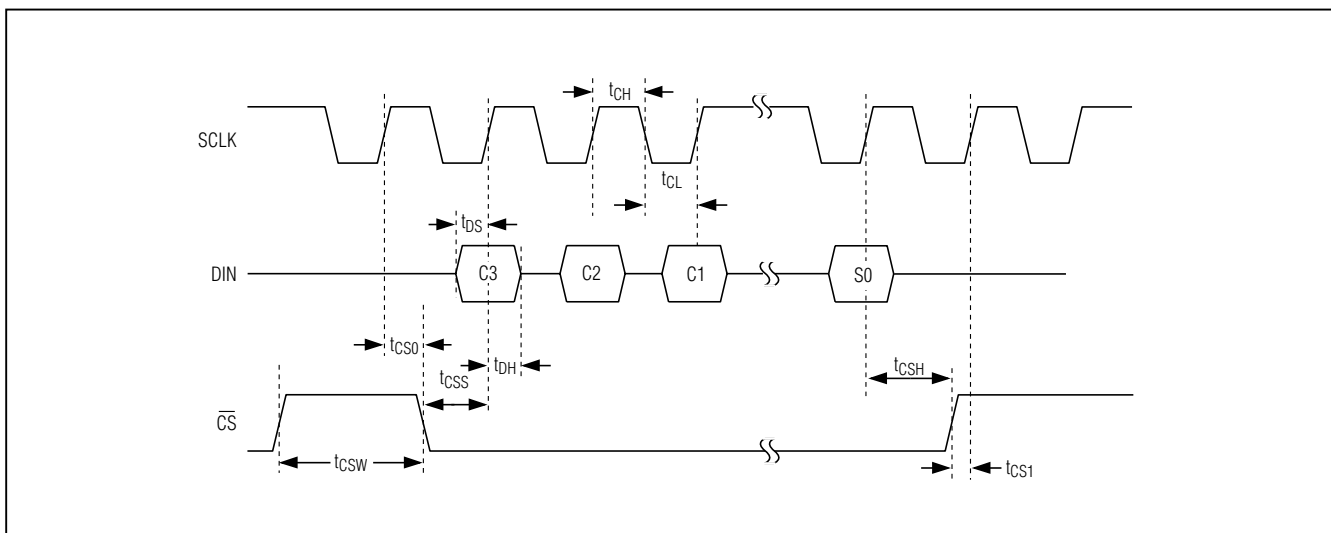 tCH
SCLK
tCL
tDS
DIN
C3
C2
C1
S0
tCS0
tDH
tCSS
tCSH
CS
tCSW
tCS1